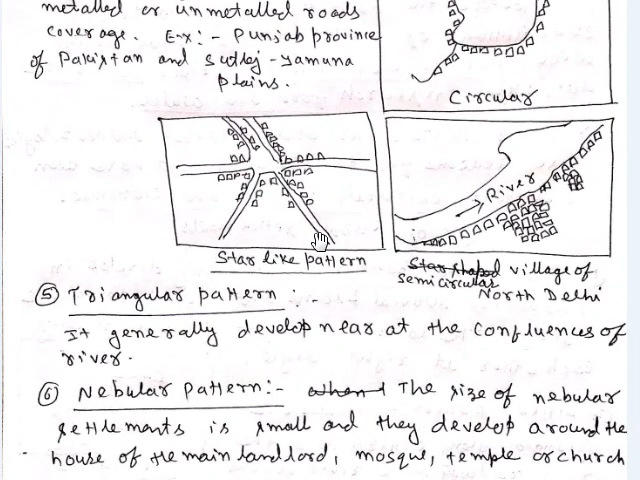 metalled or unmetalled roads
coverage. Ex:- Punjab province
of Pakistan and Sutlej-Yamuna
Plains.
Circular
River
Star like pattern
Star shaped village of
semicircular North Delhi
⑤ Triangular pattern :-
It generally develop near at the confluences of
river.
⑥ Nebular Pattern:- when The size of nebular
settlements is small and they develop around the
house of the main landlord, mosque, temple or church